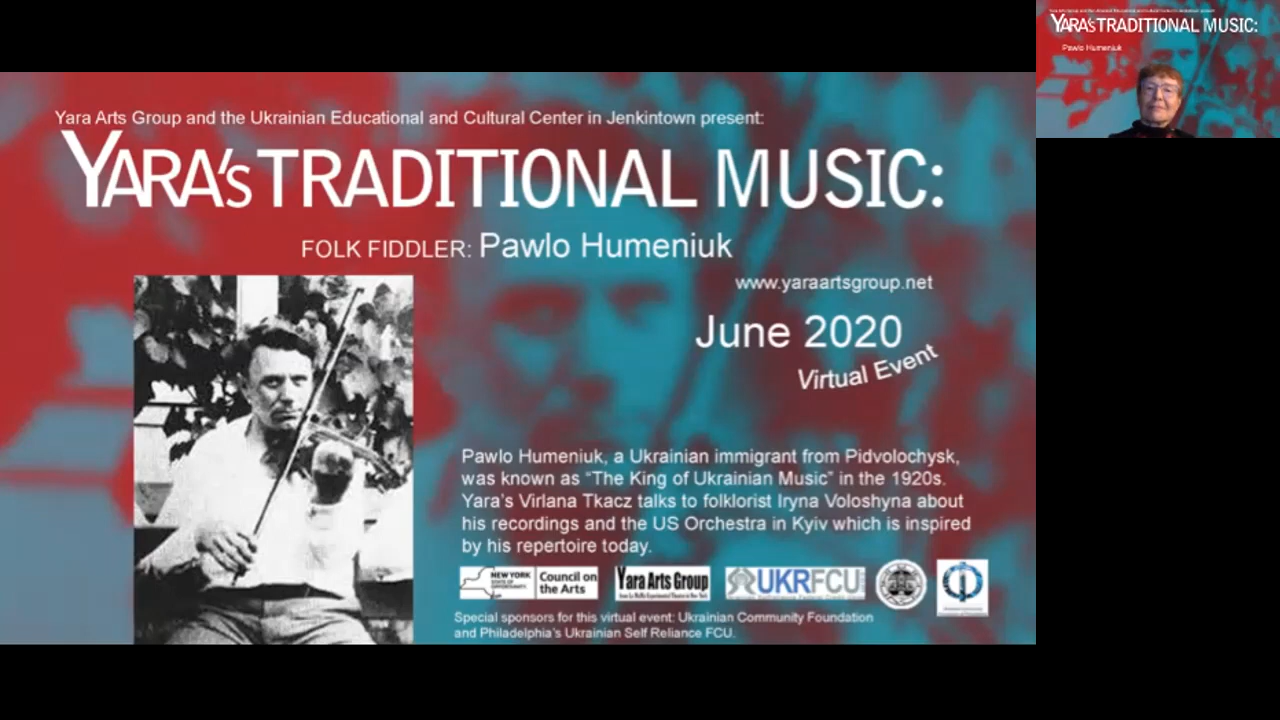 Yara Arts Group and the Ukrainian Educational and Cultural Center in Jenkintown present:
YARA's TRADITIONAL MUSIC:
FOLK FIDDLER: Pawlo Humeniuk
www.yaraartsgroup.net
June 2020
Virtual Event
Pawlo Humeniuk, a Ukrainian immigrant from Pidvolochysk,
was known as “The King of Ukrainian Music” in the 1920s.
Yara's Virlana Tkacz talks to folklorist Iryna Voloshyna about
his recordings and the US Orchestra in Kyiv which is inspired
by his repertoire today.
NEW YORK STATE OF OPPORTUNITY. Council on the Arts
Yara Arts Group
UKRFCU
Special sponsors for this virtual event: Ukrainian Community Foundation
and Philadelphia's Ukrainian Self Reliance FCU.
YARA's TRADITIONAL MUSIC:
Pawlo Humeniuk